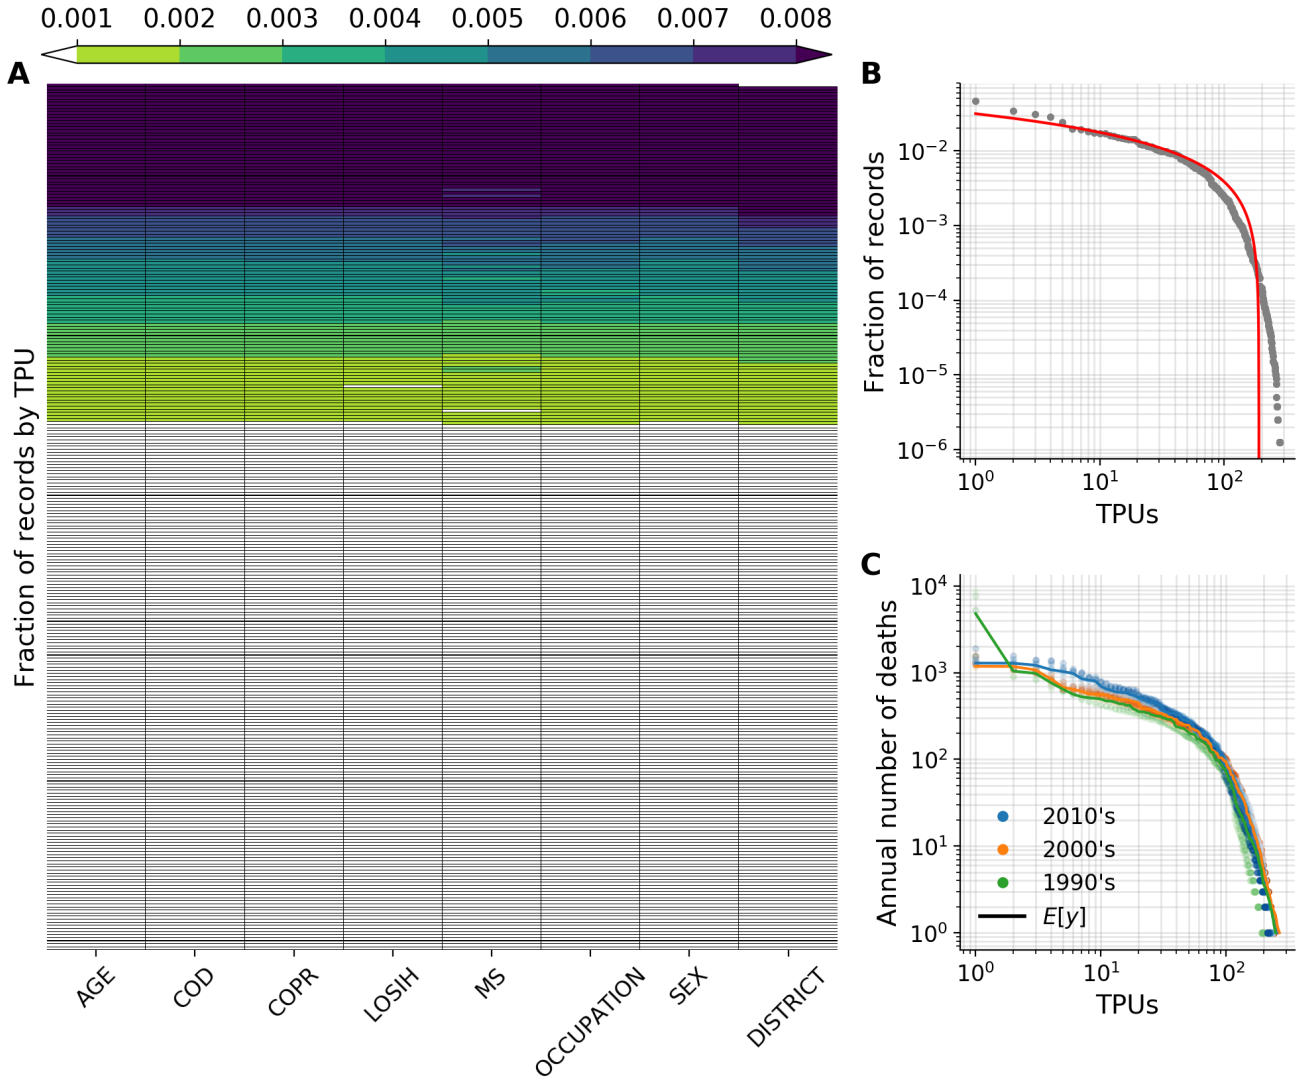 0.001 0.002 0.003 0.004 0.005 0.006 0.007 0.008
A
Fraction of records by TPU
AGE COD COPR LOSIH MS OCCUPATION SEX DISTRICT
B
Fraction of records
10⁻²
10⁻³
10⁻⁴
10⁻⁵
10⁻⁶
10⁰ 10¹ 10²
TPUs
C
Annual number of deaths
10⁴
10³
10²
10¹
10⁰
2010's
2000's
1990's
E[y]
10⁰ 10¹ 10²
TPUs